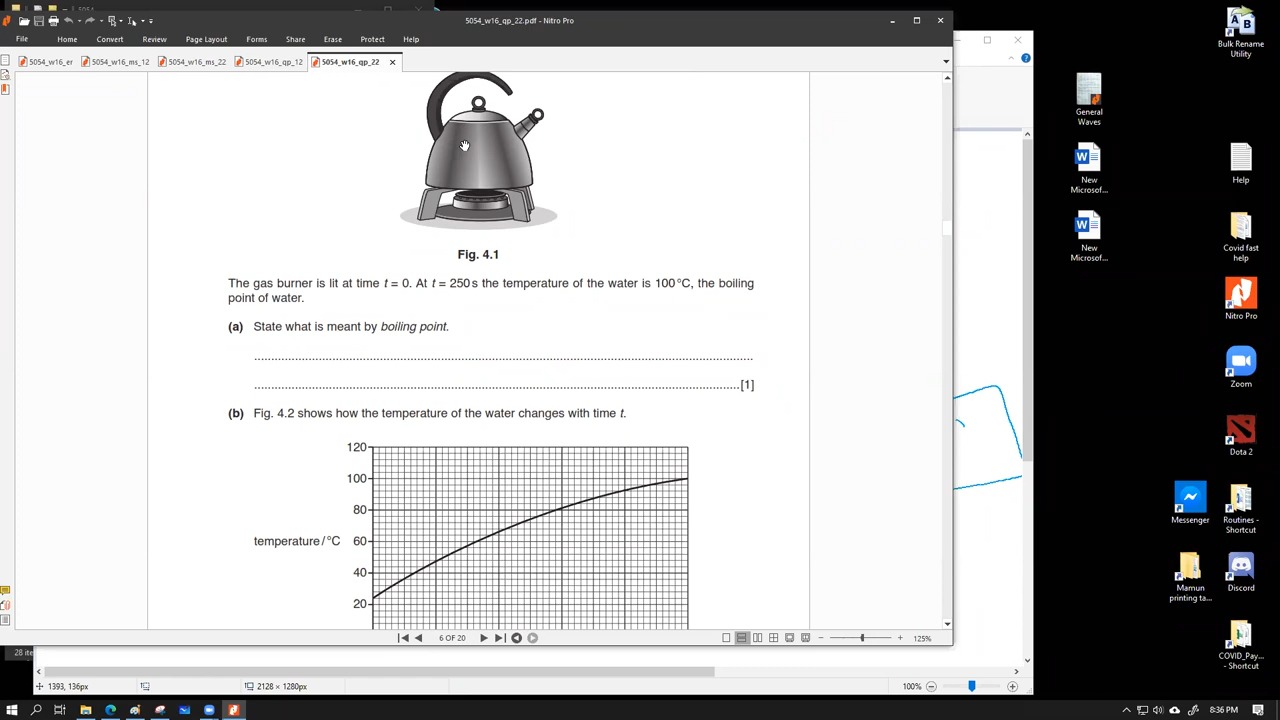 5054_w16_qp_22.pdf - Nitro Pro
File Home Convert Review Page Layout Forms Share Erase Protect Help
5054_w16_er 5054_w16_ms_12 5054_w16_ms_22 5054_w16_qp_12 5054_w16_qp_22
Fig. 4.1
The gas burner is lit at time t = 0. At t = 250 s the temperature of the water is 100 °C, the boiling
point of water.
(a) State what is meant by boiling point.
..........................................................................................................................................
......................................................................................................................................[1]
(b) Fig. 4.2 shows how the temperature of the water changes with time t.
120
100
80
temperature / °C 60
40
20
6 OF 20
125%
28 ite
1393, 136px
2128 × 1280px
100%
Bulk Rename
Utility
General
Waves
New
Microsof...
Help
New
Microsof...
Covid fast
help
Nitro Pro
Zoom
Dota 2
Messenger
Routines -
Shortcut
Mamun
printing ta...
Discord
COVID_Pay...
- Shortcut
8:36 PM